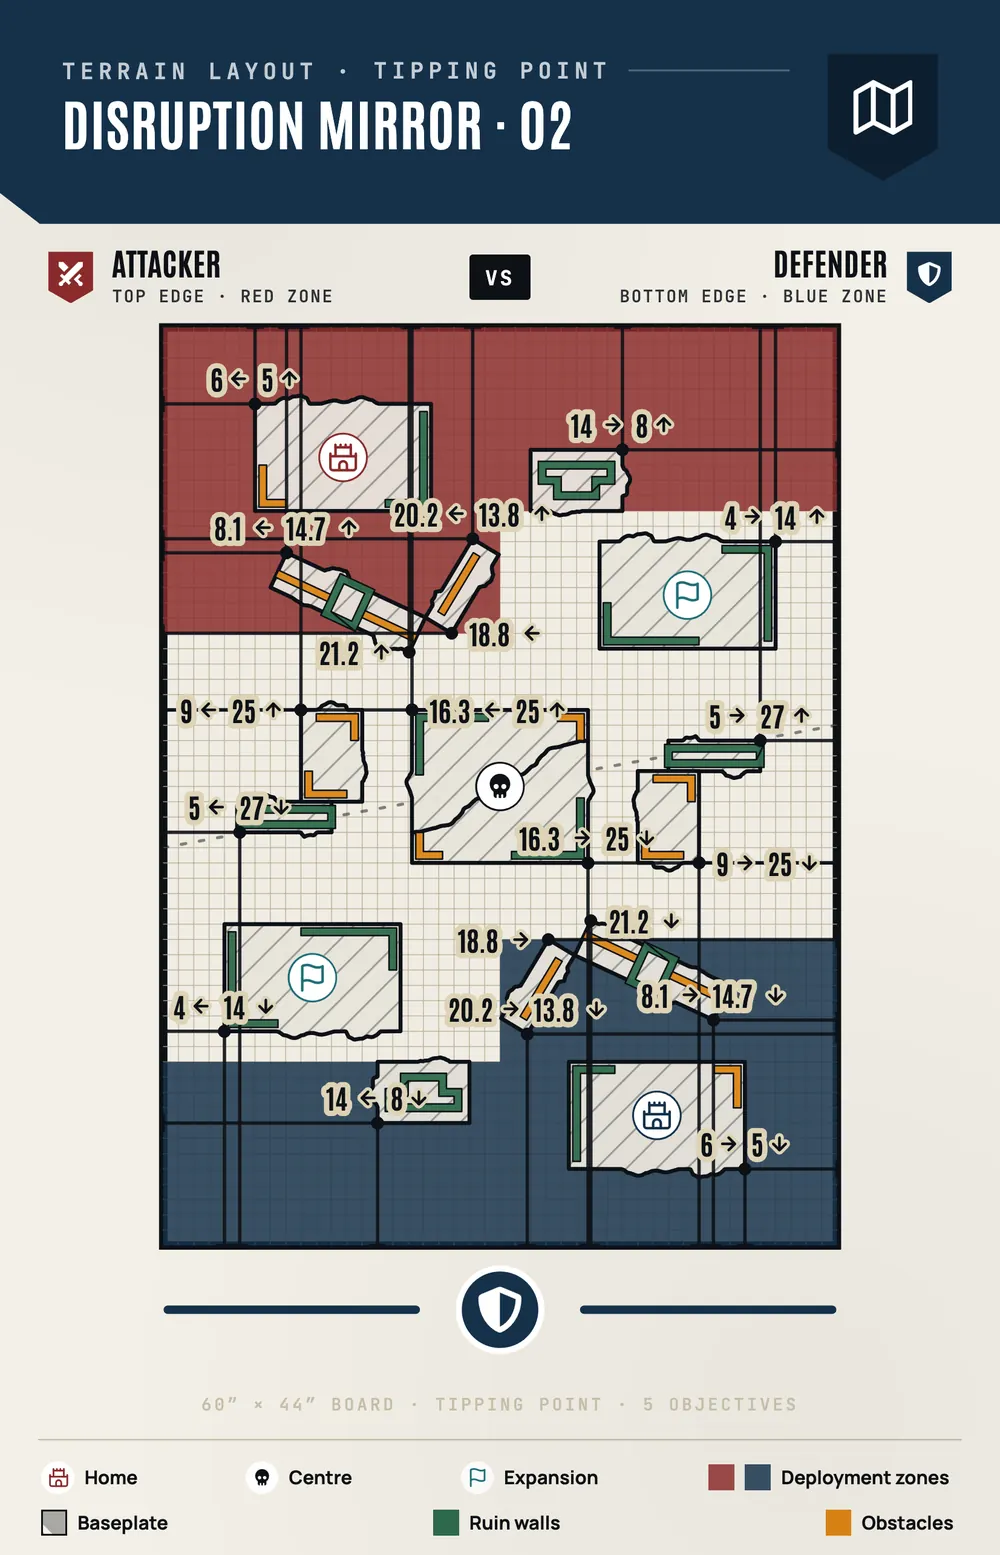 TERRAIN LAYOUT · TIPPING POINT
DISRUPTION MIRROR · 02
ATTACKER
TOP EDGE · RED ZONE
VS
DEFENDER
BOTTOM EDGE · BLUE ZONE
6 ← 5 ↑
14 → 8 ↑
8.1 ← 14.7 ↑
20.2 ← 13.8 ↑
4 → 14 ↑
18.8 ←
21.2 ↑
9 ← 25 ↑
16.3 ← 25 ↑
5 → 27 ↑
5 ← 27 ↓
16.3 → 25 ↓
9 → 25 ↓
18.8 →
21.2 ↓
4 ← 14 ↓
20.2 → 13.8 ↓
8.1 → 14.7 ↓
14 ← 8 ↓
6 → 5 ↓
60” × 44” BOARD · TIPPING POINT · 5 OBJECTIVES
Home
Centre
Expansion
Deployment zones
Baseplate
Ruin walls
Obstacles